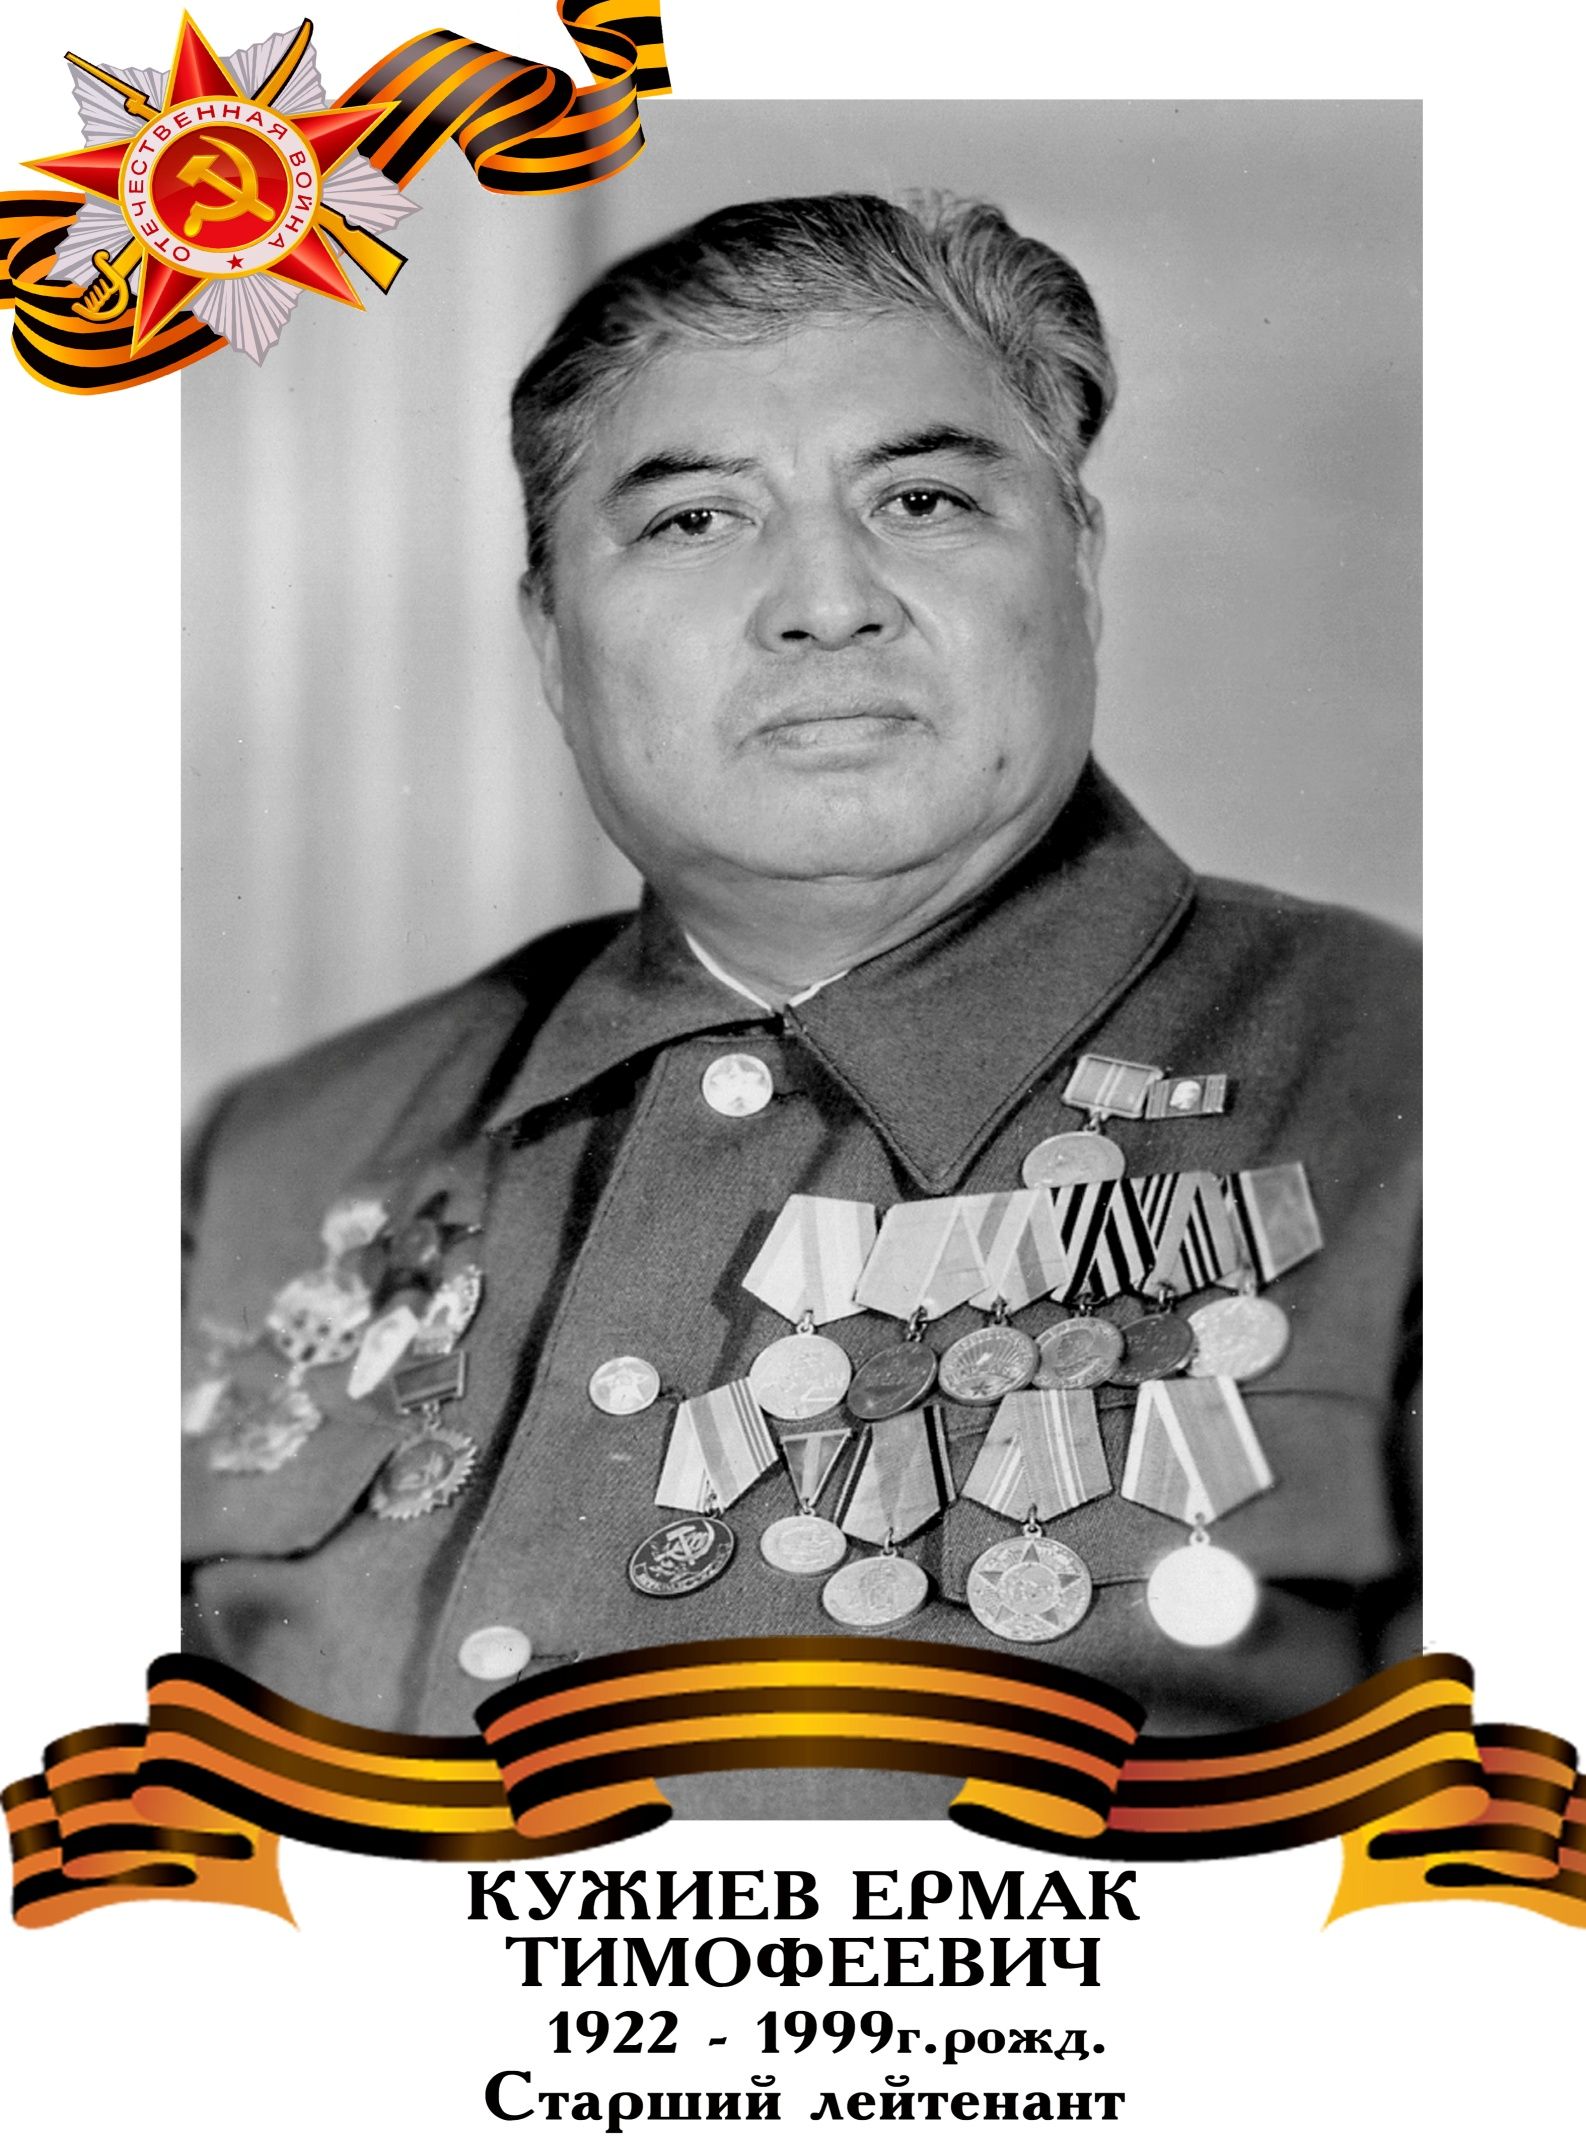 ОТЕЧЕСТВЕННАЯ ВОЙНА
КУЖИЕВ ЕРМАК
ТИМОФЕЕВИЧ
1922 - 1999г.рожд.
Старший лейтенант